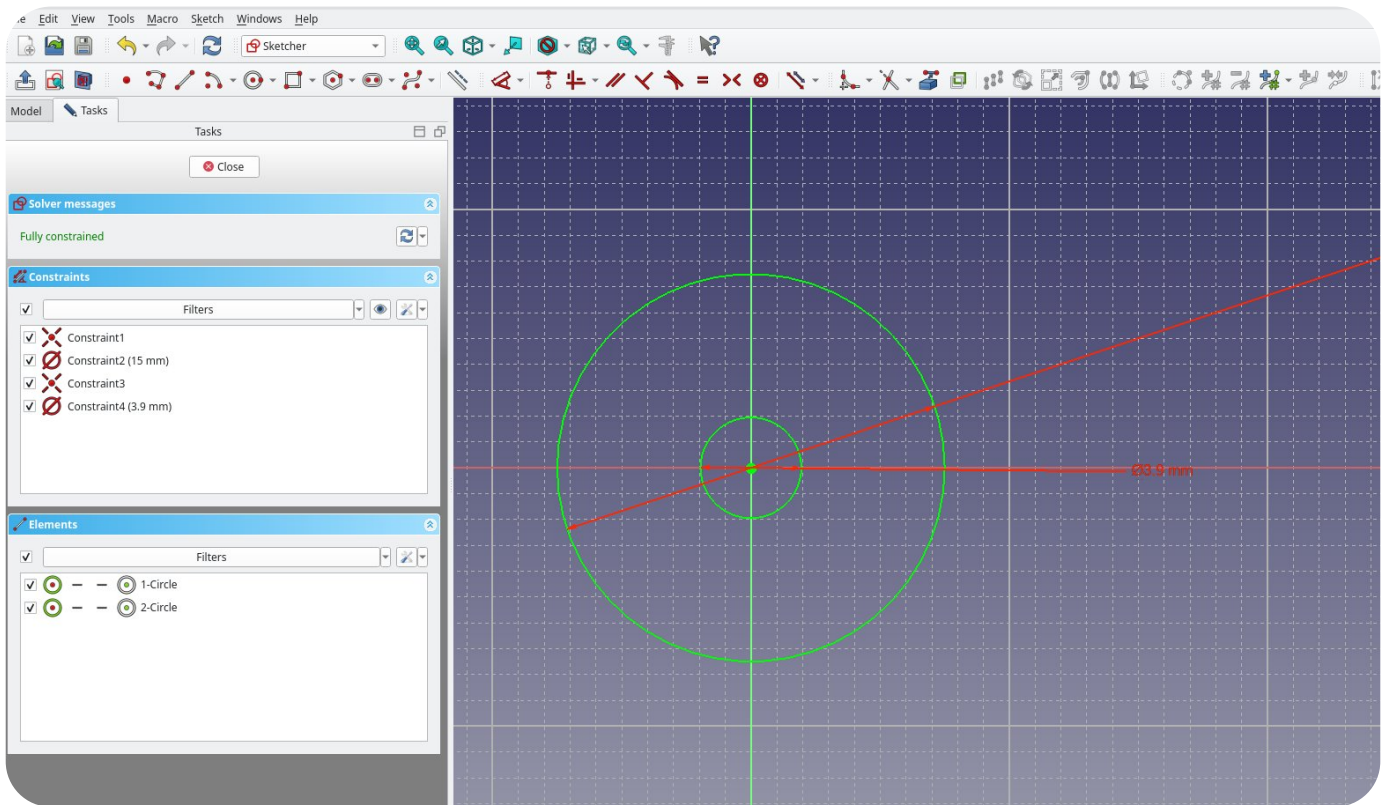 e Edit View Tools Macro Sketch Windows Help
Sketcher
Model Tasks
Tasks
Close
Solver messages
Fully constrained
Constraints
Filters
Constraint1
Constraint2 (15 mm)
Constraint3
Constraint4 (3.9 mm)
Ø3.9 mm
Elements
Filters
1-Circle
2-Circle